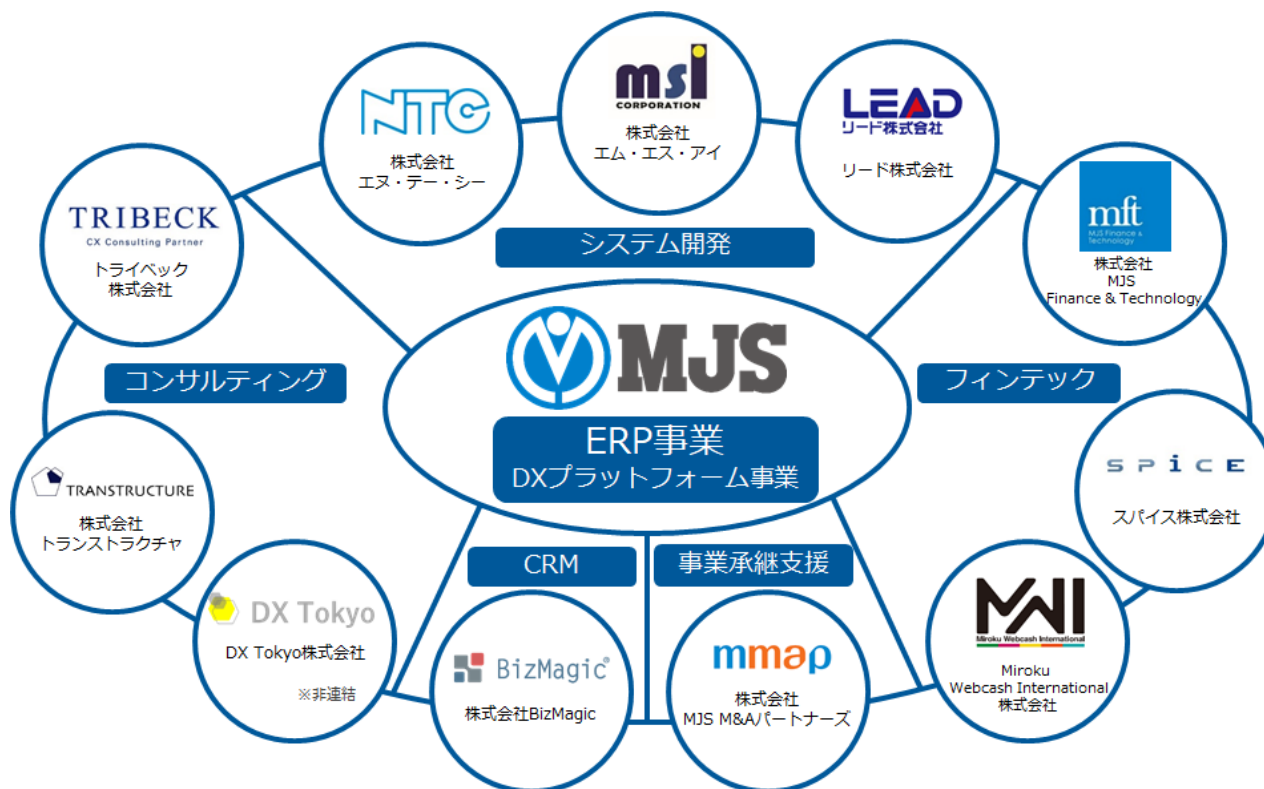 msi
CORPORATION
株式会社
エム・エス・アイ
NTC
株式会社
エヌ・テー・シー
LEAD
リード株式会社
リード株式会社
TRIBECK
CX Consulting Partner
トライベック
株式会社
mft
MJS Finance &
Technology
株式会社
MJS
Finance & Technology
システム開発
MJS
ERP事業
DXプラットフォーム事業
コンサルティング
フィンテック
TRANSTRUCTURE
株式会社
トランストラクチャ
SPiCE
スパイス株式会社
CRM
事業承継支援
DX Tokyo
DX Tokyo株式会社
※非連結
BizMagic®
株式会社BizMagic
mmap
株式会社
MJS M&Aパートナーズ
MWI
Miroku Webcash International
Miroku
Webcash International
株式会社